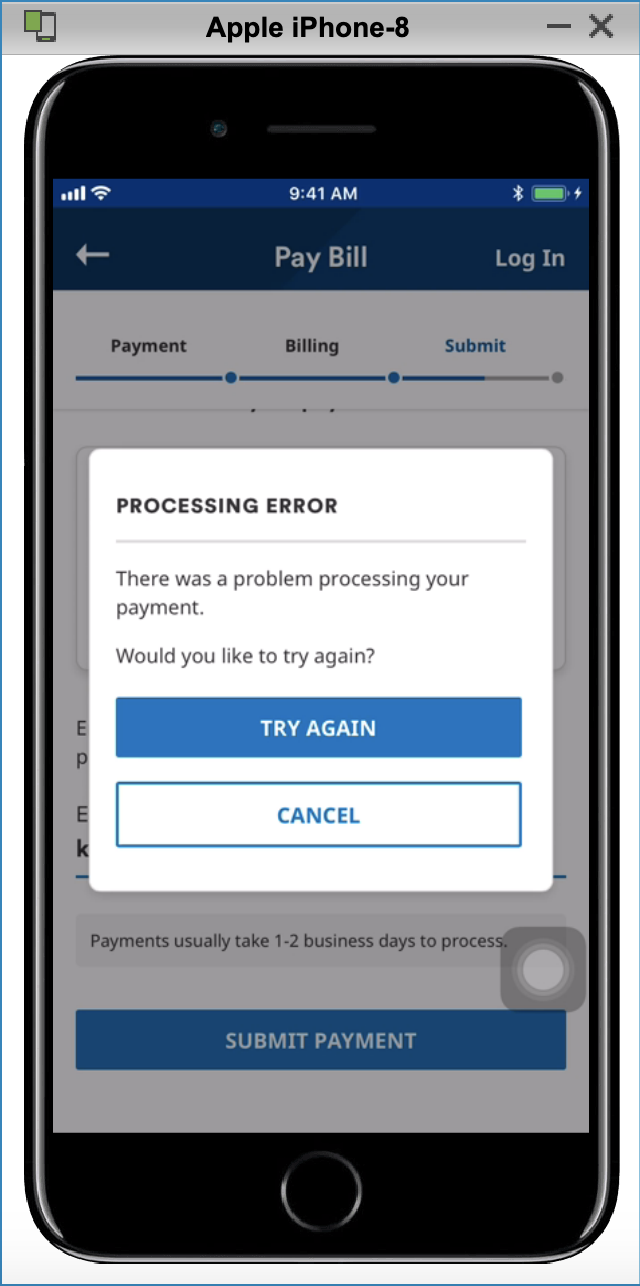 Apple iPhone-8
9:41 AM
Pay Bill
Log In
Payment
Billing
Submit
PROCESSING ERROR
There was a problem processing your
payment.
Would you like to try again?
TRY AGAIN
CANCEL
E
p
E
k
Payments usually take 1-2 business days to process.
SUBMIT PAYMENT